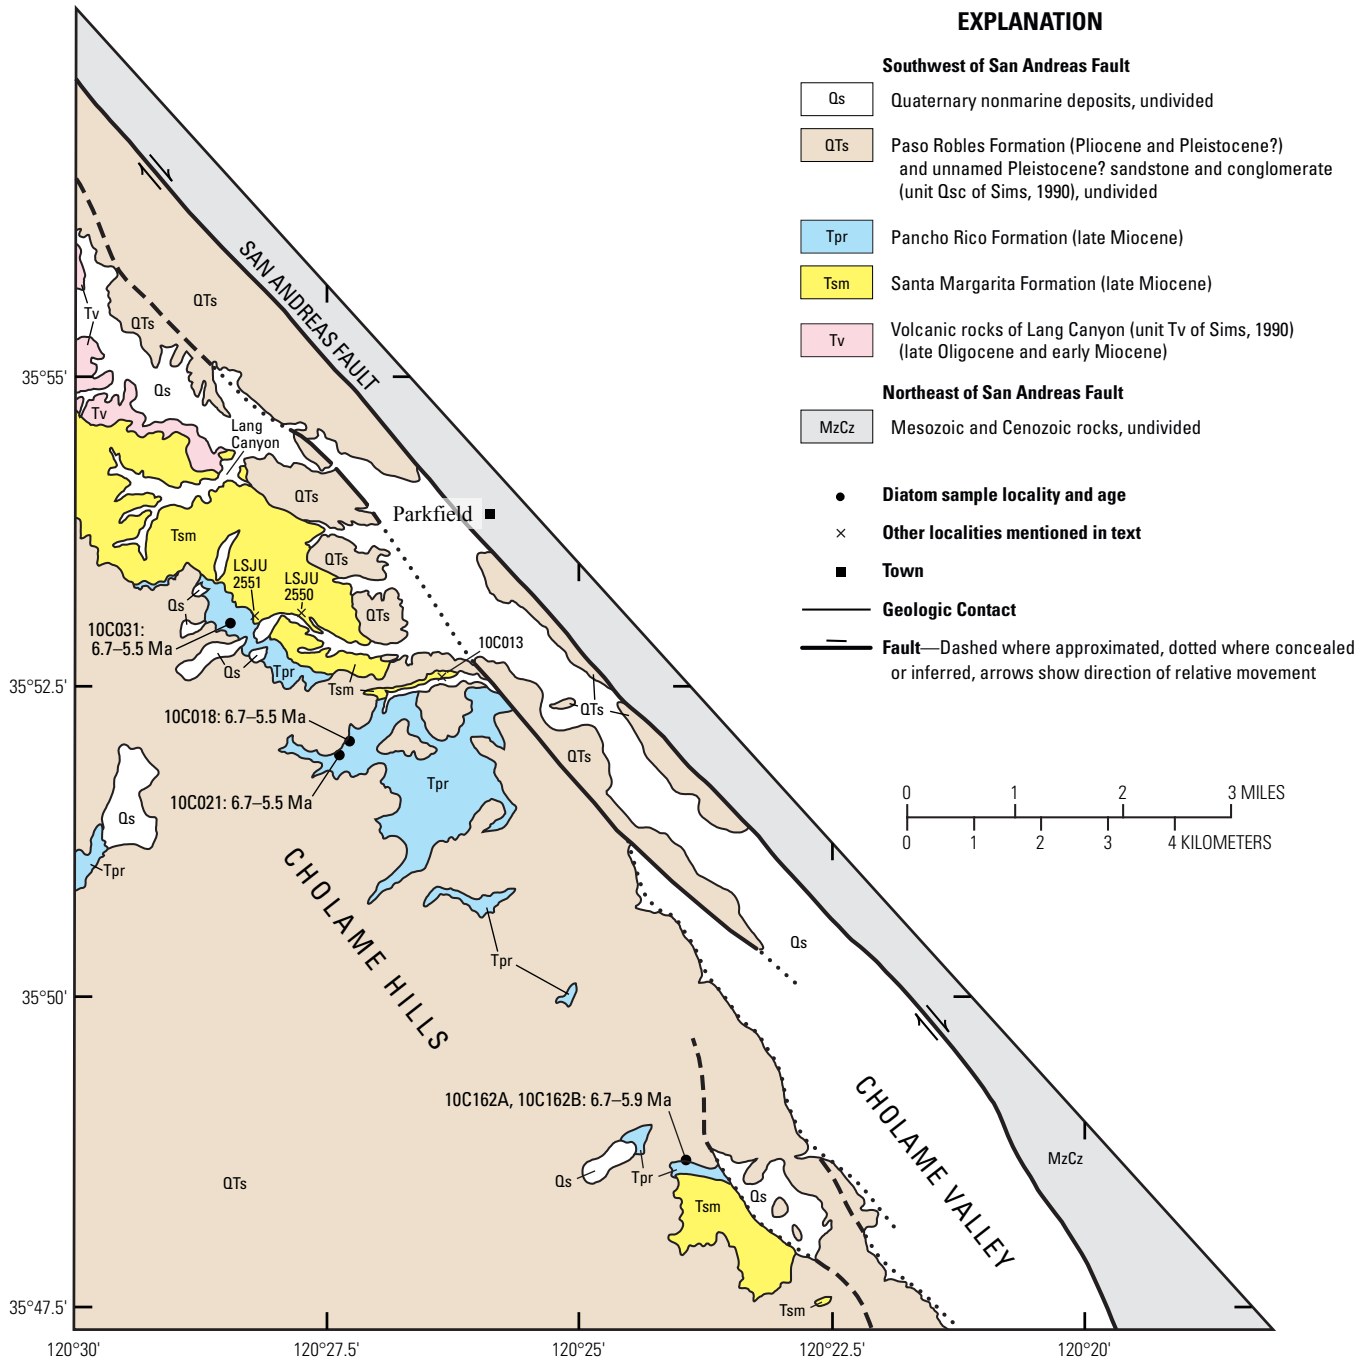 EXPLANATION
Southwest of San Andreas Fault
Qs
Quaternary nonmarine deposits, undivided
QTs
Paso Robles Formation (Pliocene and Pleistocene?)
and unnamed Pleistocene? sandstone and conglomerate
(unit Qsc of Sims, 1990), undivided
Tpr
Pancho Rico Formation (late Miocene)
Tsm
Santa Margarita Formation (late Miocene)
Tv
Volcanic rocks of Lang Canyon (unit Tv of Sims, 1990)
(late Oligocene and early Miocene)
Northeast of San Andreas Fault
MzCz
Mesozoic and Cenozoic rocks, undivided
Diatom sample locality and age
Other localities mentioned in text
Town
Geologic Contact
Fault—Dashed where approximated, dotted where concealed
or inferred, arrows show direction of relative movement
0 1 2 3 MILES
0 1 2 3 4 KILOMETERS
SAN ANDREAS FAULT
QTs
Tv
QTs
35°55'
Qs
Tv
Lang
Canyon
QTs
Parkfield
Tsm
QTs
LSJU
2551
LSJU
2550
Qs
QTs
10C031:
6.7–5.5 Ma
10C013
Qs
Tpr
Tsm
35°52.5'
10C018: 6.7–5.5 Ma
QTs
QTs
Tpr
10C021: 6.7–5.5 Ma
Qs
Tpr
CHOLAME HILLS
Qs
Tpr
35°50'
10C162A, 10C162B: 6.7–5.9 Ma
CHOLAME VALLEY
MzCz
QTs
Qs
Tpr
Qs
Tsm
35°47.5'
Tsm
120°30'
120°27.5'
120°25'
120°22.5'
120°20'